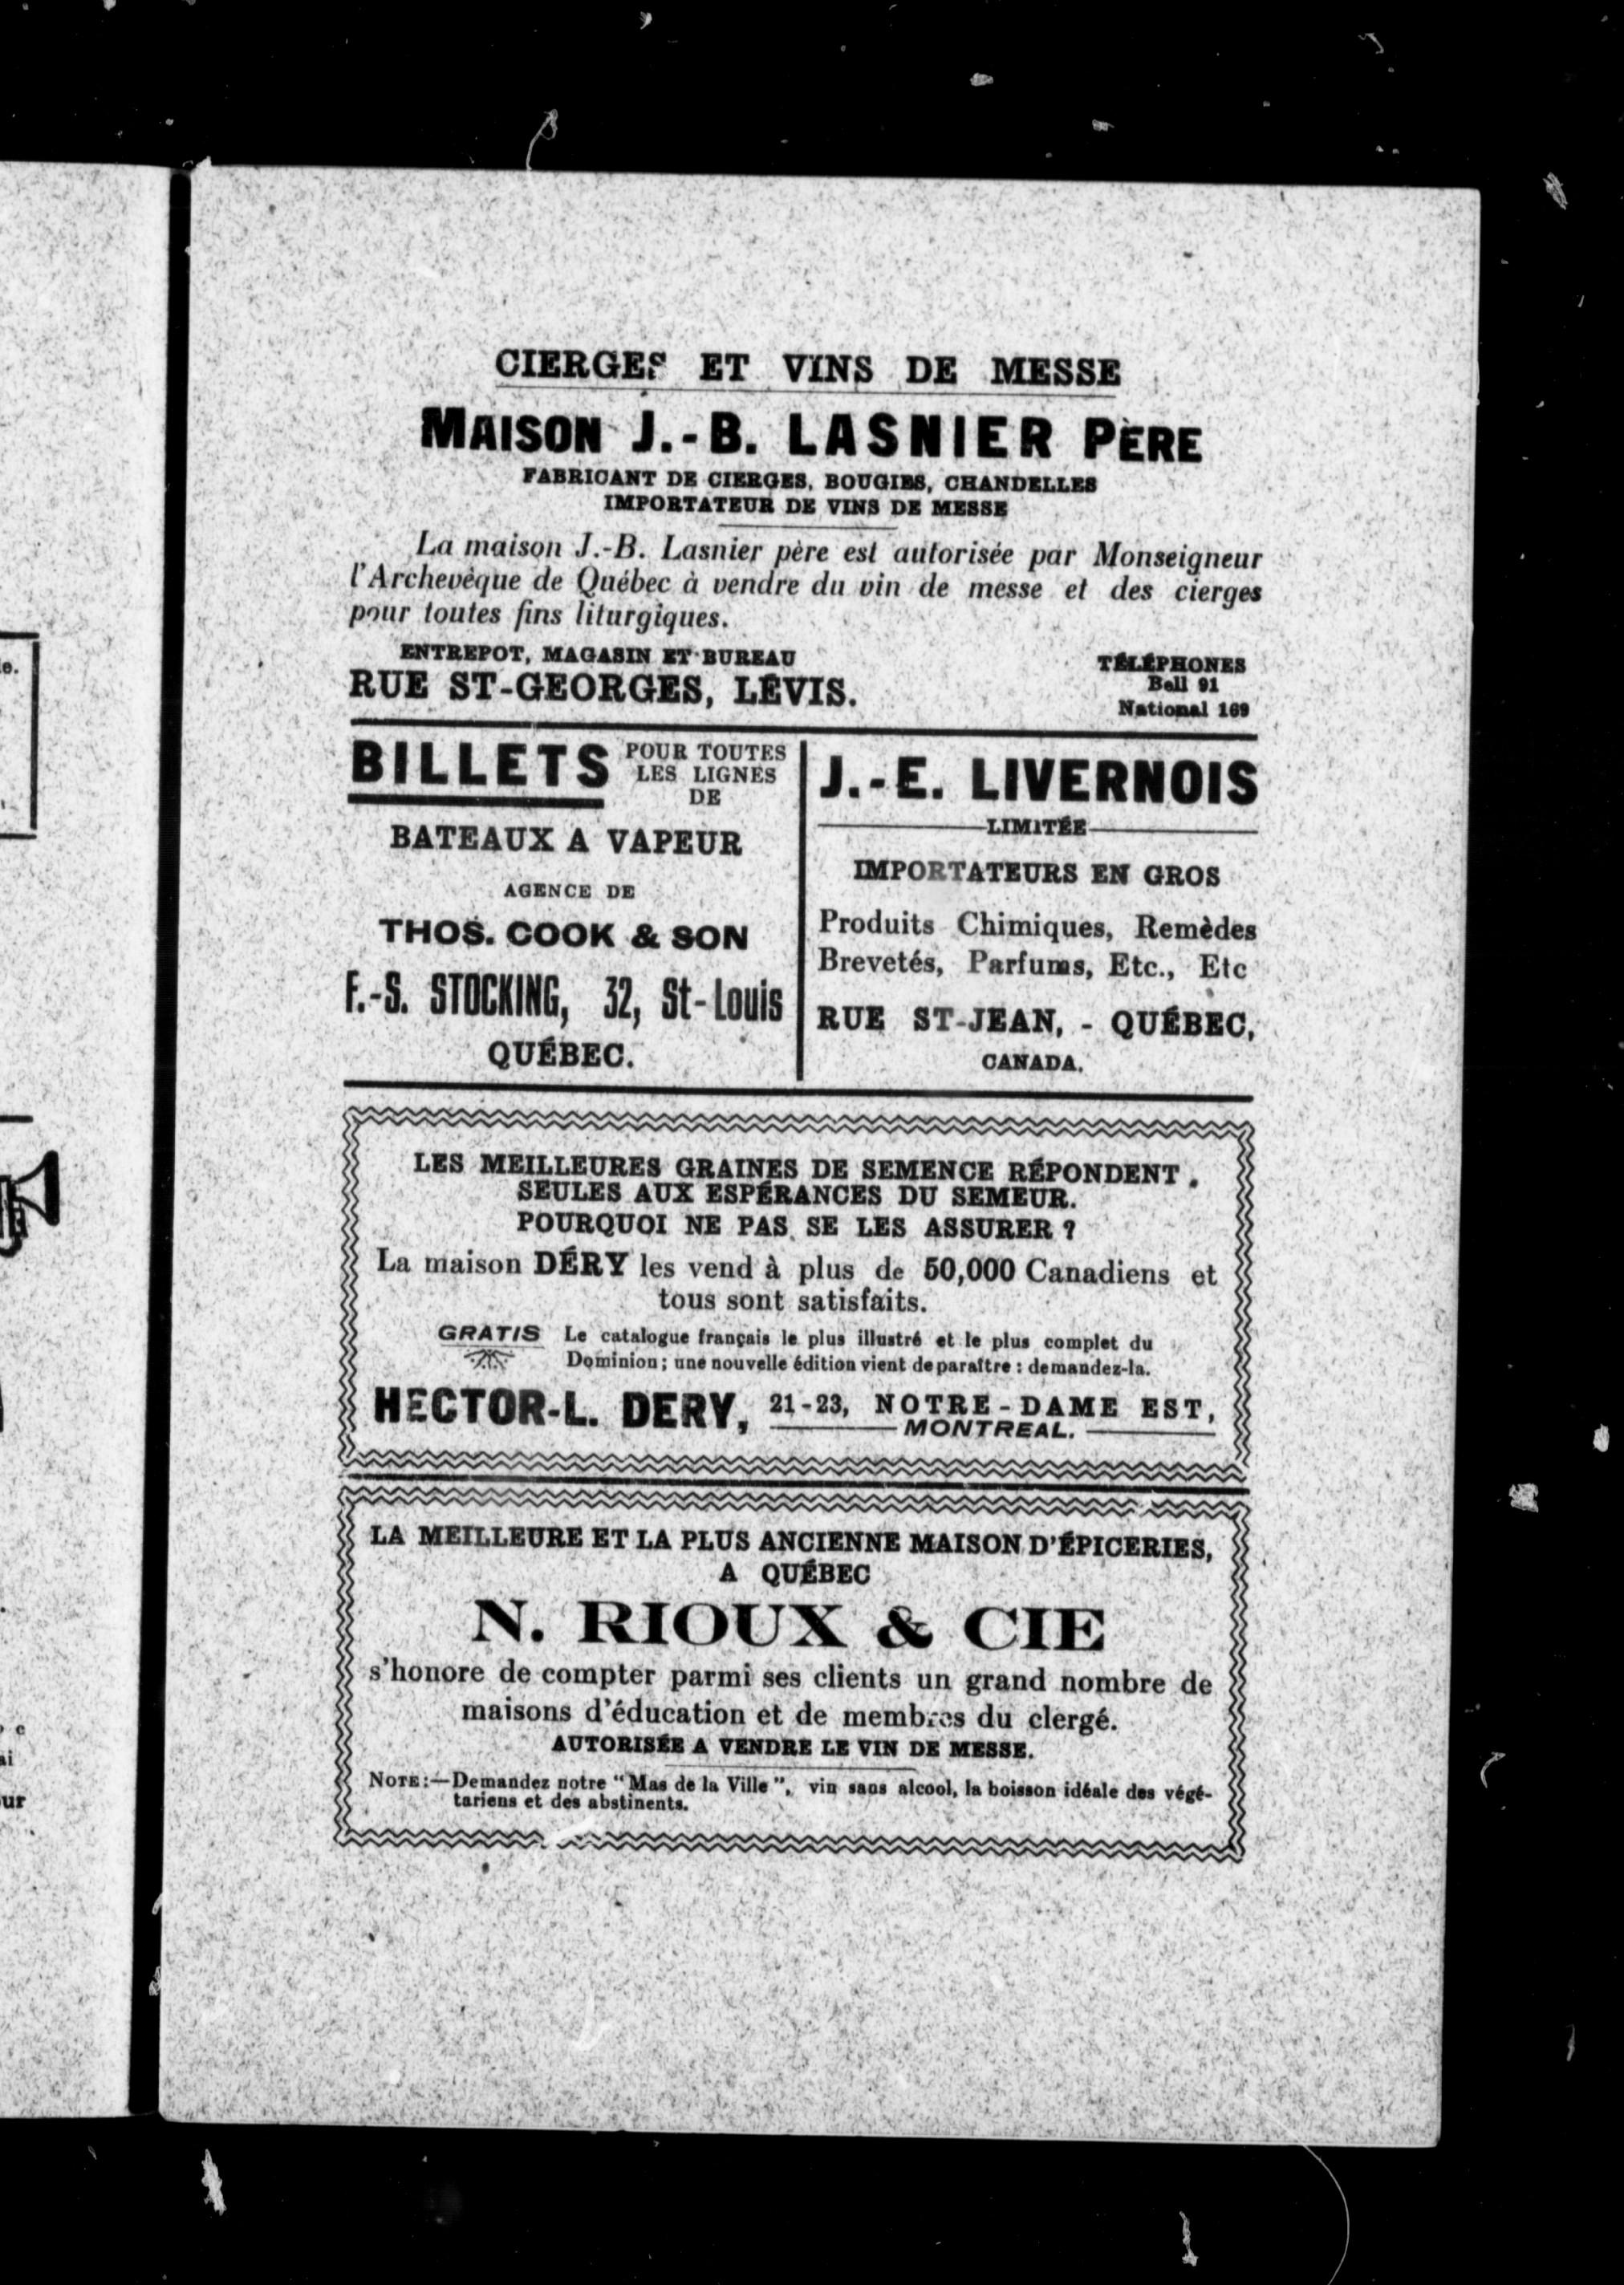 CIERGES ET VINS DE MESSE
MAISON J.-B. LASNIER PÈRE
FABRICANT DE CIERGES, BOUGIES, CHANDELLES
IMPORTATEUR DE VINS DE MESSE
La maison J.-B. Lasnier père est autorisée par Monseigneur
l'Archevêque de Québec à vendre du vin de messe et des cierges
pour toutes fins liturgiques.
ENTREPOT, MAGASIN ET BUREAU
RUE ST-GEORGES, LÉVIS.
TÉLÉPHONES
Bell 91
National 169
BILLETS POUR TOUTES
LES LIGNES
DE
BATEAUX A VAPEUR
AGENCE DE
THOS. COOK & SON
F.-S. STOCKING, 32, St-Louis
QUÉBEC.
J.-E. LIVERNOIS
LIMITÉE
IMPORTATEURS EN GROS
Produits Chimiques, Remèdes
Brevetés, Parfums, Etc., Etc
RUE ST-JEAN, - QUÉBEC,
CANADA.
LES MEILLEURES GRAINES DE SEMENCE RÉPONDENT
SEULES AUX ESPÉRANCES DU SEMEUR.
POURQUOI NE PAS SE LES ASSURER ?
La maison DÉRY les vend à plus de 50,000 Canadiens et
tous sont satisfaits.
GRATIS Le catalogue français le plus illustré et le plus complet du
Dominion ; une nouvelle édition vient de paraître : demandez-la.
HECTOR-L. DERY, 21-23, NOTRE-DAME EST,
MONTREAL.
LA MEILLEURE ET LA PLUS ANCIENNE MAISON D'ÉPICERIES,
A QUÉBEC
N. RIOUX & CIE
s'honore de compter parmi ses clients un grand nombre de
maisons d'éducation et de membres du clergé.
AUTORISÉE A VENDRE LE VIN DE MESSE.
NOTE :—Demandez notre "Mas de la Ville", vin sans alcool, la boisson idéale des végé-
tariens et des abstinents.